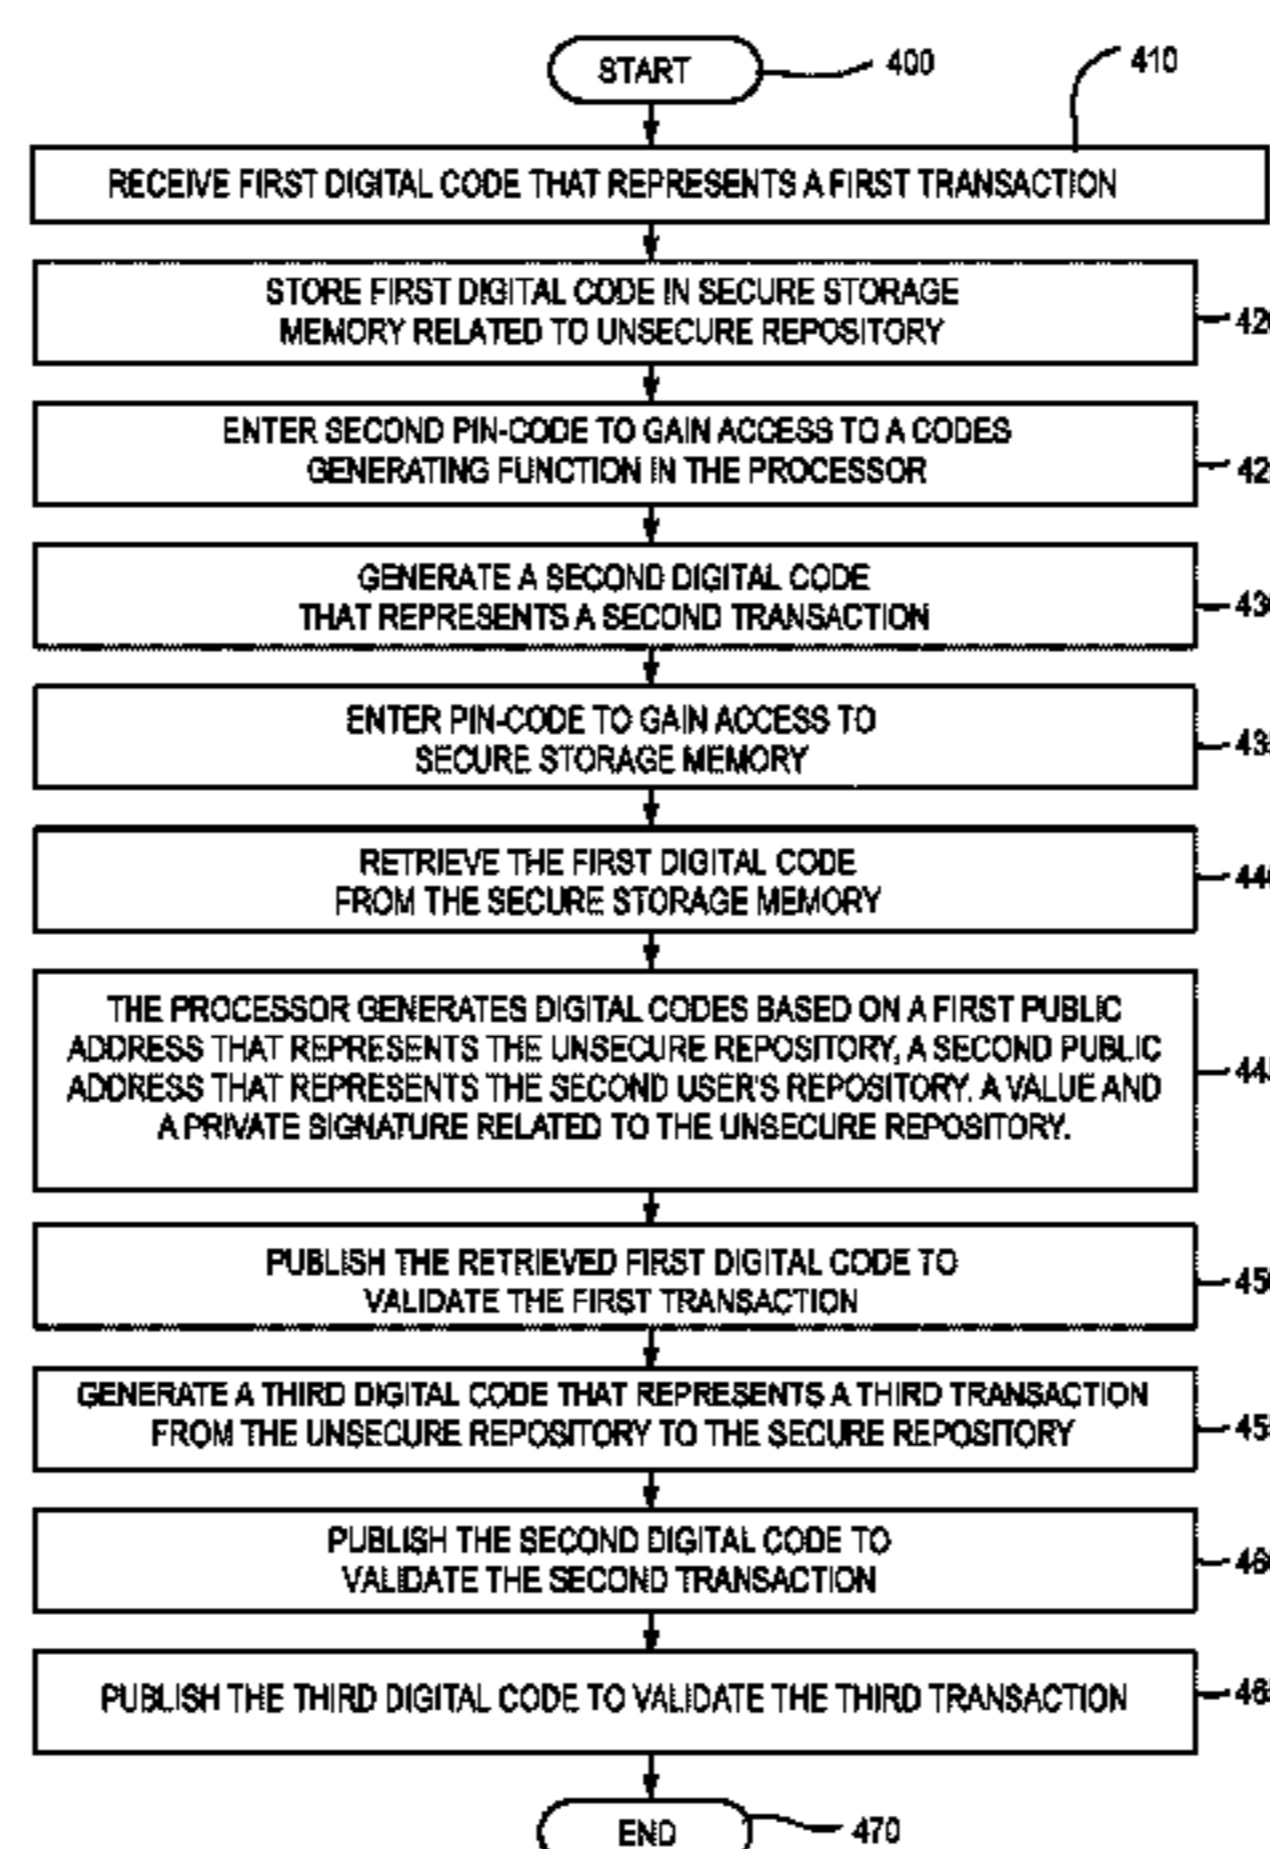 START
400
410
RECEIVE FIRST DIGITAL CODE THAT REPRESENTS A FIRST TRANSACTION
STORE FIRST DIGITAL CODE IN SECURE STORAGE
MEMORY RELATED TO UNSECURE REPOSITORY
ENTER SECOND PIN-CODE TO GAIN ACCESS TO A CODES
GENERATING FUNCTION IN THE PROCESSOR
GENERATE A SECOND DIGITAL CODE
THAT REPRESENTS A SECOND TRANSACTION
ENTER PIN-CODE TO GAIN ACCESS TO
SECURE STORAGE MEMORY
RETRIEVE THE FIRST DIGITAL CODE
FROM THE SECURE STORAGE MEMORY
THE PROCESSOR GENERATES DIGITAL CODES BASED ON A FIRST PUBLIC
ADDRESS THAT REPRESENTS THE UNSECURE REPOSITORY, A SECOND PUBLIC
ADDRESS THAT REPRESENTS THE SECOND USER'S REPOSITORY. A VALUE AND
A PRIVATE SIGNATURE RELATED TO THE UNSECURE REPOSITORY.
PUBLISH THE RETRIEVED FIRST DIGITAL CODE TO
VALIDATE THE FIRST TRANSACTION
GENERATE A THIRD DIGITAL CODE THAT REPRESENTS A THIRD TRANSACTION
FROM THE UNSECURE REPOSITORY TO THE SECURE REPOSITORY
PUBLISH THE SECOND DIGITAL CODE TO
VALIDATE THE SECOND TRANSACTION
PUBLISH THE THIRD DIGITAL CODE TO VALIDATE THE THIRD TRANSACTION
END
470